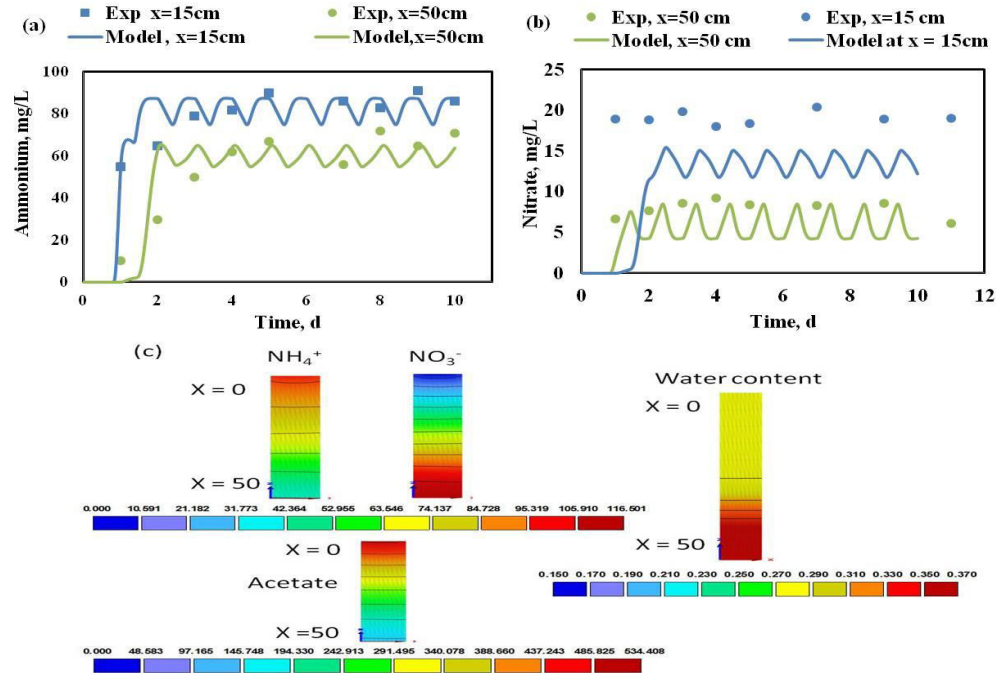 (a)
Exp x=15cm
Exp x=50cm
Model , x=15cm
Model,x=50cm
Ammonium, mg/L
100
80
60
40
20
0
0 2 4 6 8 10
Time, d
(b)
Exp, x=50 cm
Exp, x=15 cm
Model, x=50 cm
Model at x = 15cm
Nitrate, mg/L
25
20
15
10
5
0
0 2 4 6 8 10 12
Time, d
(c)
NH₄⁺
NO₃⁻
X = 0
X = 50
0.000 10.591 21.182 31.773 42.364 52.955 63.546 74.137 84.728 95.319 105.910 116.501
Water content
X = 0
X = 50
0.150 0.170 0.190 0.210 0.230 0.250 0.270 0.290 0.310 0.330 0.350 0.370
X = 0
Acetate
X =50
0.000 48.583 97.165 145.748 194.330 242.913 291.495 340.078 388.660 437.243 485.825 534.408